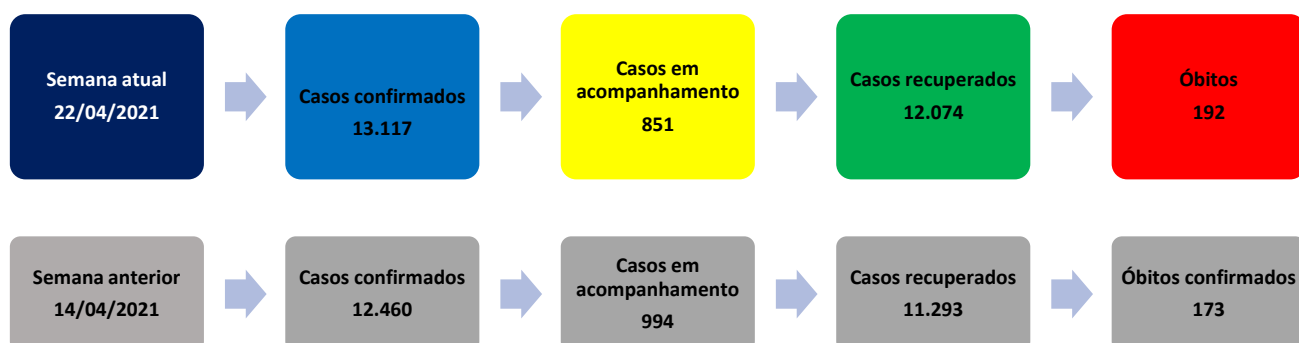 Semana atual
22/04/2021
Casos confirmados
13.117
Casos em
acompanhamento
851
Casos recuperados
12.074
Óbitos
192
Semana anterior
14/04/2021
Casos confirmados
12.460
Casos em
acompanhamento
994
Casos recuperados
11.293
Óbitos confirmados
173